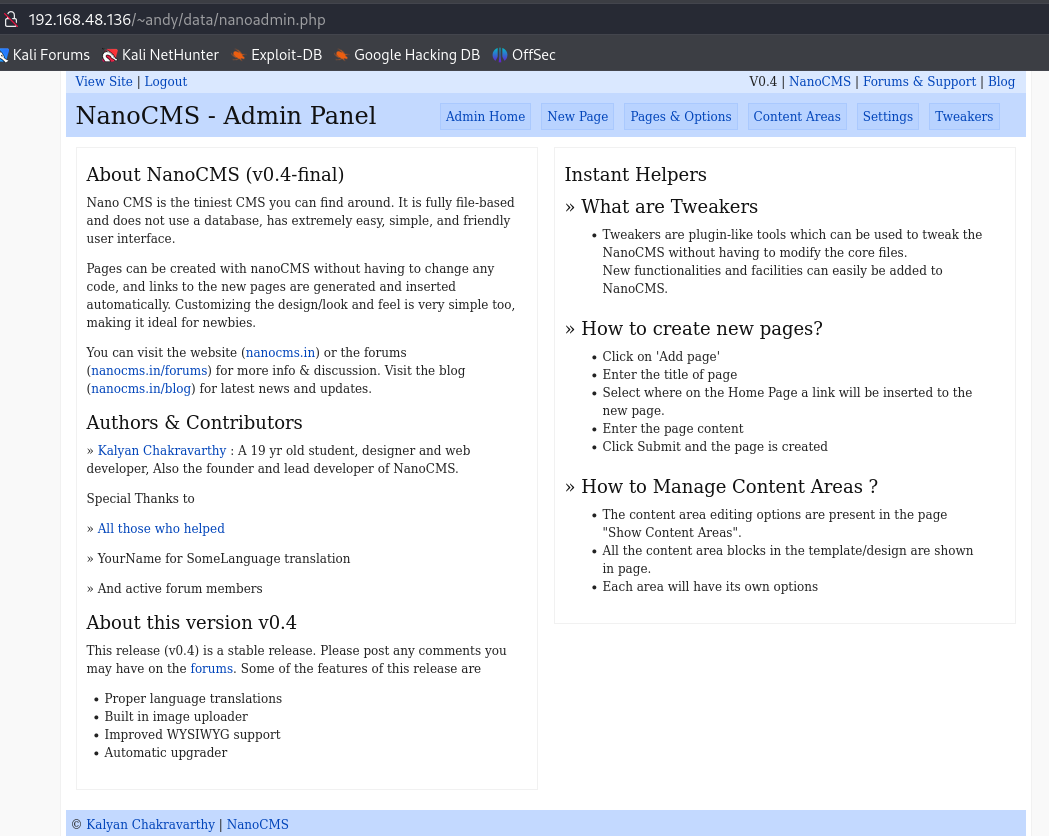 192.168.48.136/~andy/data/nanoadmin.php
Kali Forums Kali NetHunter Exploit-DB Google Hacking DB OffSec
View Site | Logout
V0.4 | NanoCMS | Forums & Support | Blog
NanoCMS - Admin Panel
Admin Home New Page Pages & Options Content Areas Settings Tweakers
About NanoCMS (v0.4-final)
Nano CMS is the tiniest CMS you can find around. It is fully file-based
and does not use a database, has extremely easy, simple, and friendly
user interface.
Pages can be created with nanoCMS without having to change any
code, and links to the new pages are generated and inserted
automatically. Customizing the design/look and feel is very simple too,
making it ideal for newbies.
You can visit the website (nanocms.in) or the forums
(nanocms.in/forums) for more info & discussion. Visit the blog
(nanocms.in/blog) for latest news and updates.
Authors & Contributors
» Kalyan Chakravarthy : A 19 yr old student, designer and web
developer, Also the founder and lead developer of NanoCMS.
Special Thanks to
» All those who helped
» YourName for SomeLanguage translation
» And active forum members
About this version v0.4
This release (v0.4) is a stable release. Please post any comments you
may have on the forums. Some of the features of this release are
• Proper language translations
• Built in image uploader
• Improved WYSIWYG support
• Automatic upgrader
Instant Helpers
» What are Tweakers
• Tweakers are plugin-like tools which can be used to tweak the
NanoCMS without having to modify the core files.
New functionalities and facilities can easily be added to
NanoCMS.
» How to create new pages?
• Click on 'Add page'
• Enter the title of page
• Select where on the Home Page a link will be inserted to the
new page.
• Enter the page content
• Click Submit and the page is created
» How to Manage Content Areas ?
• The content area editing options are present in the page
"Show Content Areas".
• All the content area blocks in the template/design are shown
in page.
• Each area will have its own options
© Kalyan Chakravarthy | NanoCMS